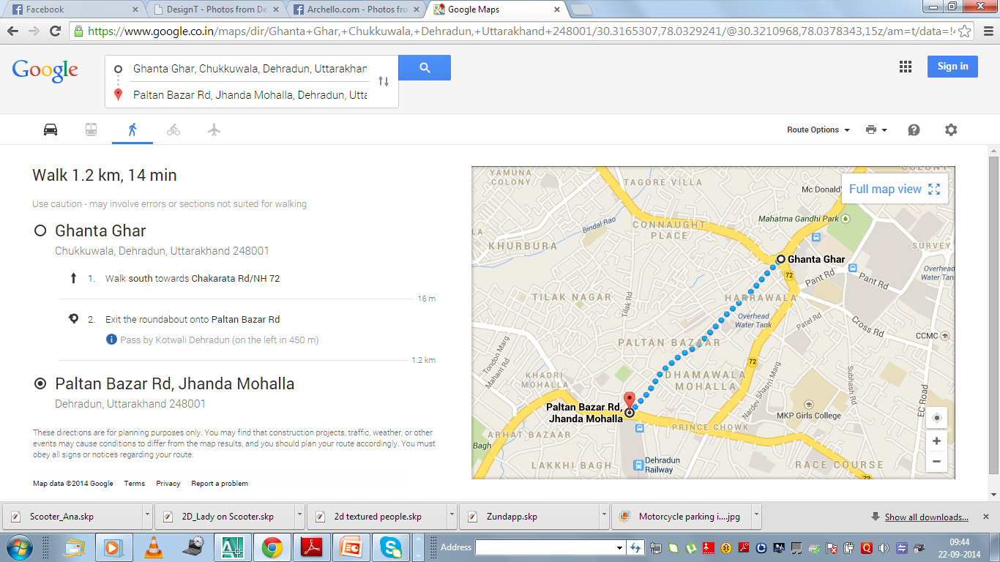 Facebook
DesignT - Photos from De
Archello.com - Photos fro
Google Maps
https://www.google.co.in/maps/dir/Ghanta+Ghar,+Chukkuwala,+Dehradun,+Uttarakhand+248001/30.3165307,78.0329241/@30.3210968,78.0378343,15z/am=t/data=!4
Google
Ghanta Ghar, Chukkuwala, Dehradun, Uttarakhan
Paltan Bazar Rd, Jhanda Mohalla, Dehradun, Utta
Sign in
Route Options
Walk 1.2 km, 14 min
Use caution - may involve errors or sections not suited for walking
Ghanta Ghar
Chukkuwala, Dehradun, Uttarakhand 248001
1. Walk south towards Chakarata Rd/NH 72
16 m
2. Exit the roundabout onto Paltan Bazar Rd
Pass by Kotwali Dehradun (on the left in 450 m)
1.2 km
Paltan Bazar Rd, Jhanda Mohalla
Dehradun, Uttarakhand 248001
These directions are for planning purposes only. You may find that construction projects, traffic, weather, or other
events may cause conditions to differ from the map results, and you should plan your route accordingly. You must
obey all signs or notices regarding your route.
Map data ©2014 Google Terms Privacy Report a problem
YAMUNA
COLONY
TAGORE VILLA
COLONY
Mc Donald'
Full map view
Bindal Rao
CONNAUGHT
PLACE
Mahatma Gandhi Park
LA
KHURBURA
SURVEY
Ghanta Ghar
72
Pant Rd
Pant Rd
Overhead
Water Tank
TILAK NAGAR
Tilak Rd
HARRAWALA
Overhead
Water Tank
Patel Rd
Cross Rd
CCMC
PALTAN BAZAAR
Tondon Marg
Mahant Rd
72
KHADRI
MOHALLA
DHAMAWALA
MOHALLA
Nardev Shastri Marg
Subhash Rd
EC Road
Paltan Bazar Rd,
Jhanda Mohalla
MKP Girls College
PRINCE CHOWK
ARHAT BAZAAR
Bagh
LAKKHI BAGH
Dehradun
Railway
RACE COURSE
72
Scooter_Ana.skp
2D_Lady on Scooter.skp
2d textured people.skp
Zundapp.skp
Motorcycle parking i....jpg
Show all downloads...
Address
09:44
22-09-2014